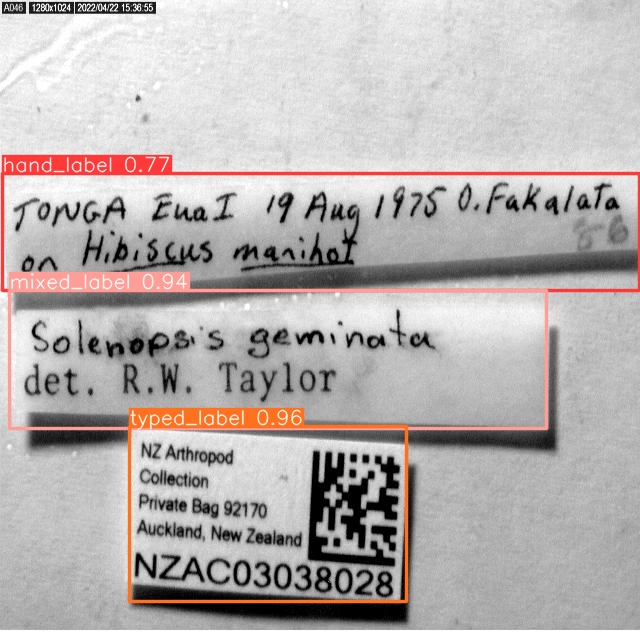 A046 1280x1024 2022/04/22 15:36:55
hand_label 0.77
TONGA Eua I 19 Aug 1975 O. Fakalata
86
on Hibiscus manihot
mixed_label 0.94
Solenopsis geminata
det. R.W. Taylor
typed_label 0.96
NZ Arthropod
Collection
Private Bag 92170
Auckland, New Zealand
NZAC03038028